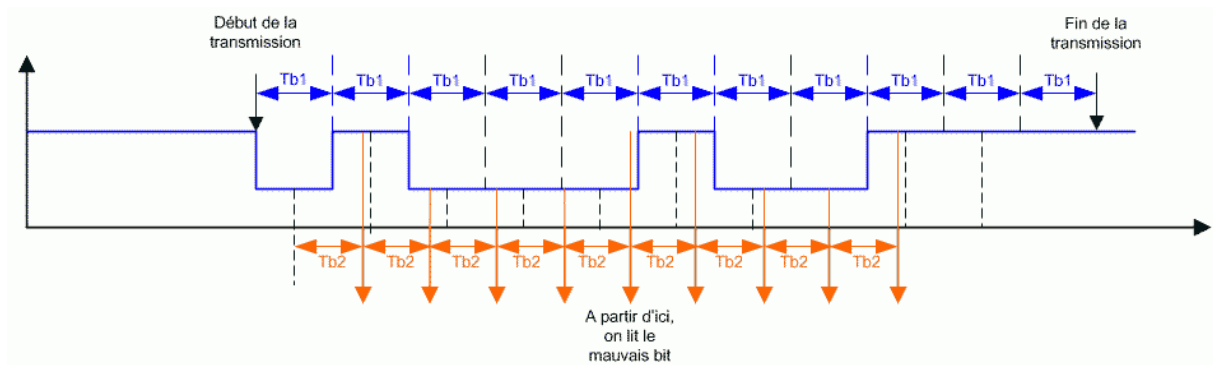 Début de la
transmission
Fin de la
transmission
Tb1 Tb1 Tb1 Tb1 Tb1 Tb1 Tb1 Tb1 Tb1 Tb1 Tb1
Tb2 Tb2 Tb2 Tb2 Tb2 Tb2 Tb2 Tb2 Tb2
A partir d'ici,
on lit le
mauvais bit